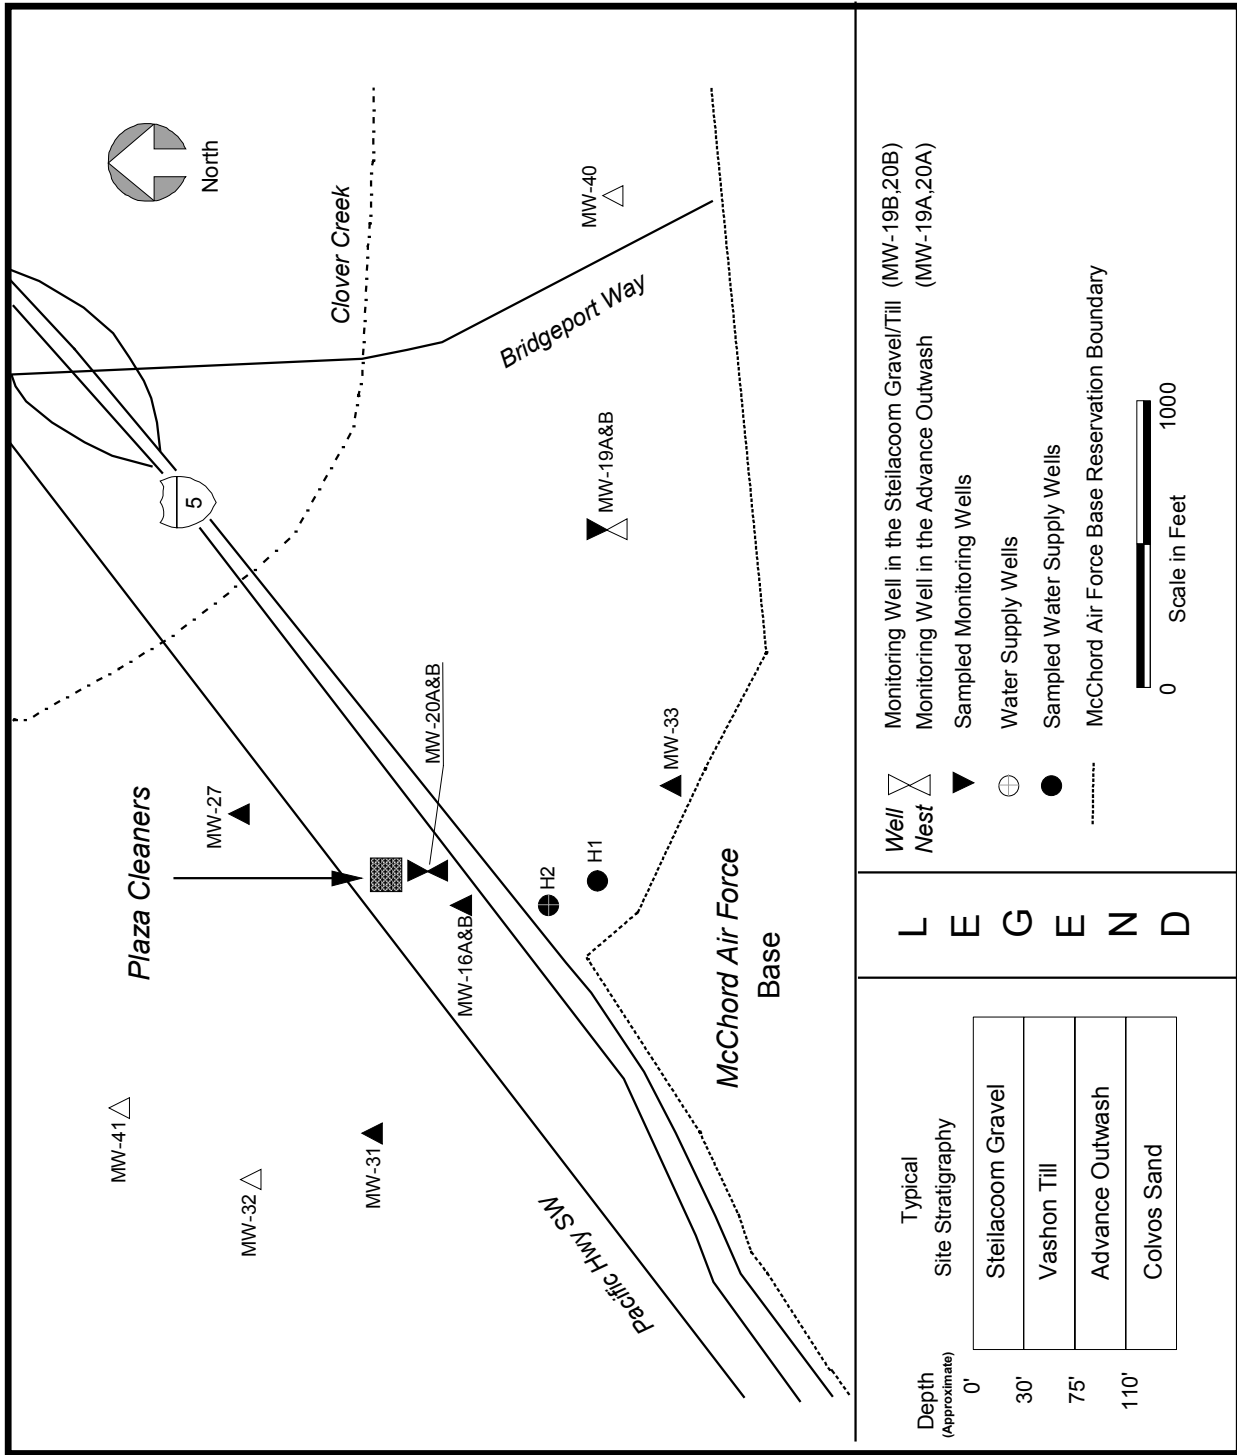 North
Clover Creek
5
Plaza Cleaners
MW-27
MW-20A&B
MW-16A&B
MW-41
MW-32
MW-31
MW-40
Bridgeport Way
MW-19A&B
MW-33
H2
H1
Pacific Hwy SW
McChord Air Force
Base
Typical
Site Stratigraphy
Depth
(Approximate)
0'
Steilacoom Gravel
30'
Vashon Till
75'
Advance Outwash
110'
Colvos Sand
L
E
G
E
N
D
Well
Nest
Monitoring Well in the Steilacoom Gravel/Till (MW-19B,20B)
Monitoring Well in the Advance Outwash (MW-19A,20A)
Sampled Monitoring Wells
Water Supply Wells
Sampled Water Supply Wells
McChord Air Force Base Reservation Boundary
0 1000
Scale in Feet